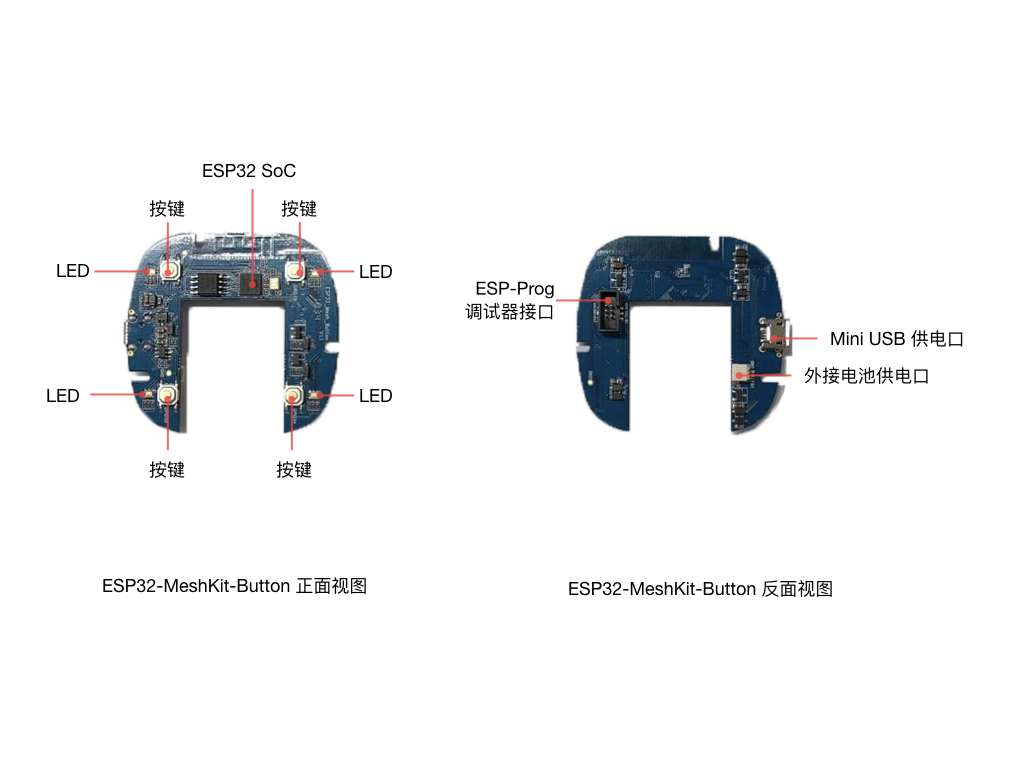 ESP32 SoC
按键
按键
LED
LED
LED
LED
按键
按键
ESP32-MeshKit-Button 正面视图
ESP-Prog
调试器接口
Mini USB 供电口
外接电池供电口
ESP32-MeshKit-Button 反面视图